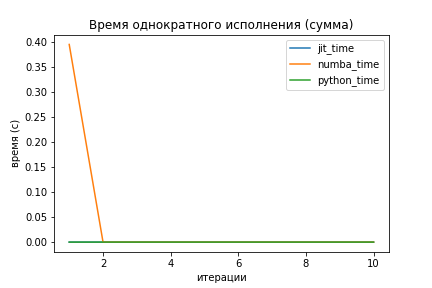 Время однократного исполнения (сумма)
0.40
0.35
0.30
0.25
0.20
0.15
0.10
0.05
0.00
время (с)
jit_time
numba_time
python_time
2
4
6
8
10
итерации